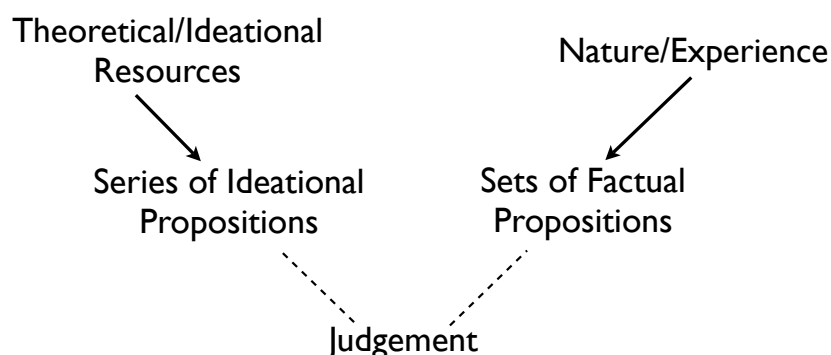 Theoretical/Ideational
Resources
Nature/Experience
Series of Ideational
Propositions
Sets of Factual
Propositions
Judgement